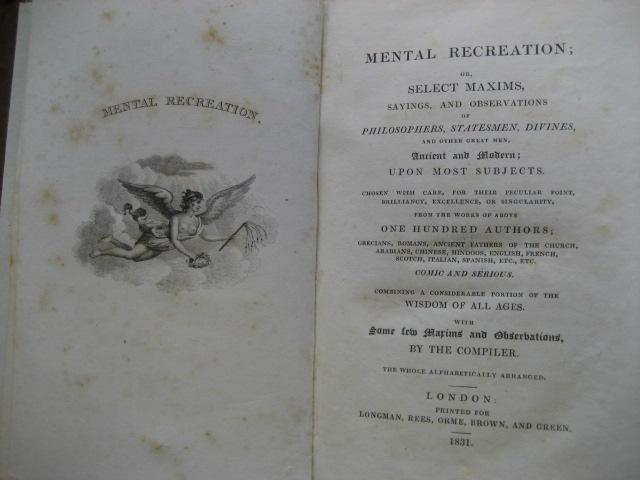 MENTAL RECREATION.
MENTAL RECREATION;
OR,
SELECT MAXIMS,
SAYINGS, AND OBSERVATIONS
OF
PHILOSOPHERS, STATESMEN, DIVINES,
AND OTHER GREAT MEN,
Ancient and Modern;
UPON MOST SUBJECTS.
CHOSEN WITH CARE, FOR THEIR PECULIAR POINT,
BRILLIANCY, EXCELLENCE, OR SINGULARITY,
FROM THE WORKS OF ABOVE
ONE HUNDRED AUTHORS;
GRECIANS, ROMANS, ANCIENT FATHERS OF THE CHURCH,
ARABIANS, CHINESE, HINDOOS, ENGLISH, FRENCH,
SCOTCH, ITALIAN, SPANISH, ETC., ETC.
COMIC AND SERIOUS.
COMBINING A CONSIDERABLE PORTION OF THE
WISDOM OF ALL AGES.
WITH
Some few Maxims and Observations,
BY THE COMPILER.
THE WHOLE ALPHABETICALLY ARRANGED.
LONDON:
PRINTED FOR
LONGMAN, REES, ORME, BROWN, AND GREEN.
1831.